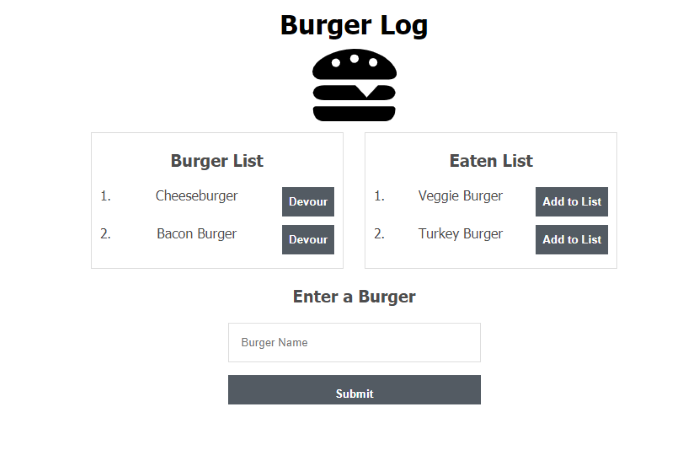 Burger Log
Burger List
1. Cheeseburger Devour
2. Bacon Burger Devour
Eaten List
1. Veggie Burger Add to List
2. Turkey Burger Add to List
Enter a Burger
Burger Name
Submit